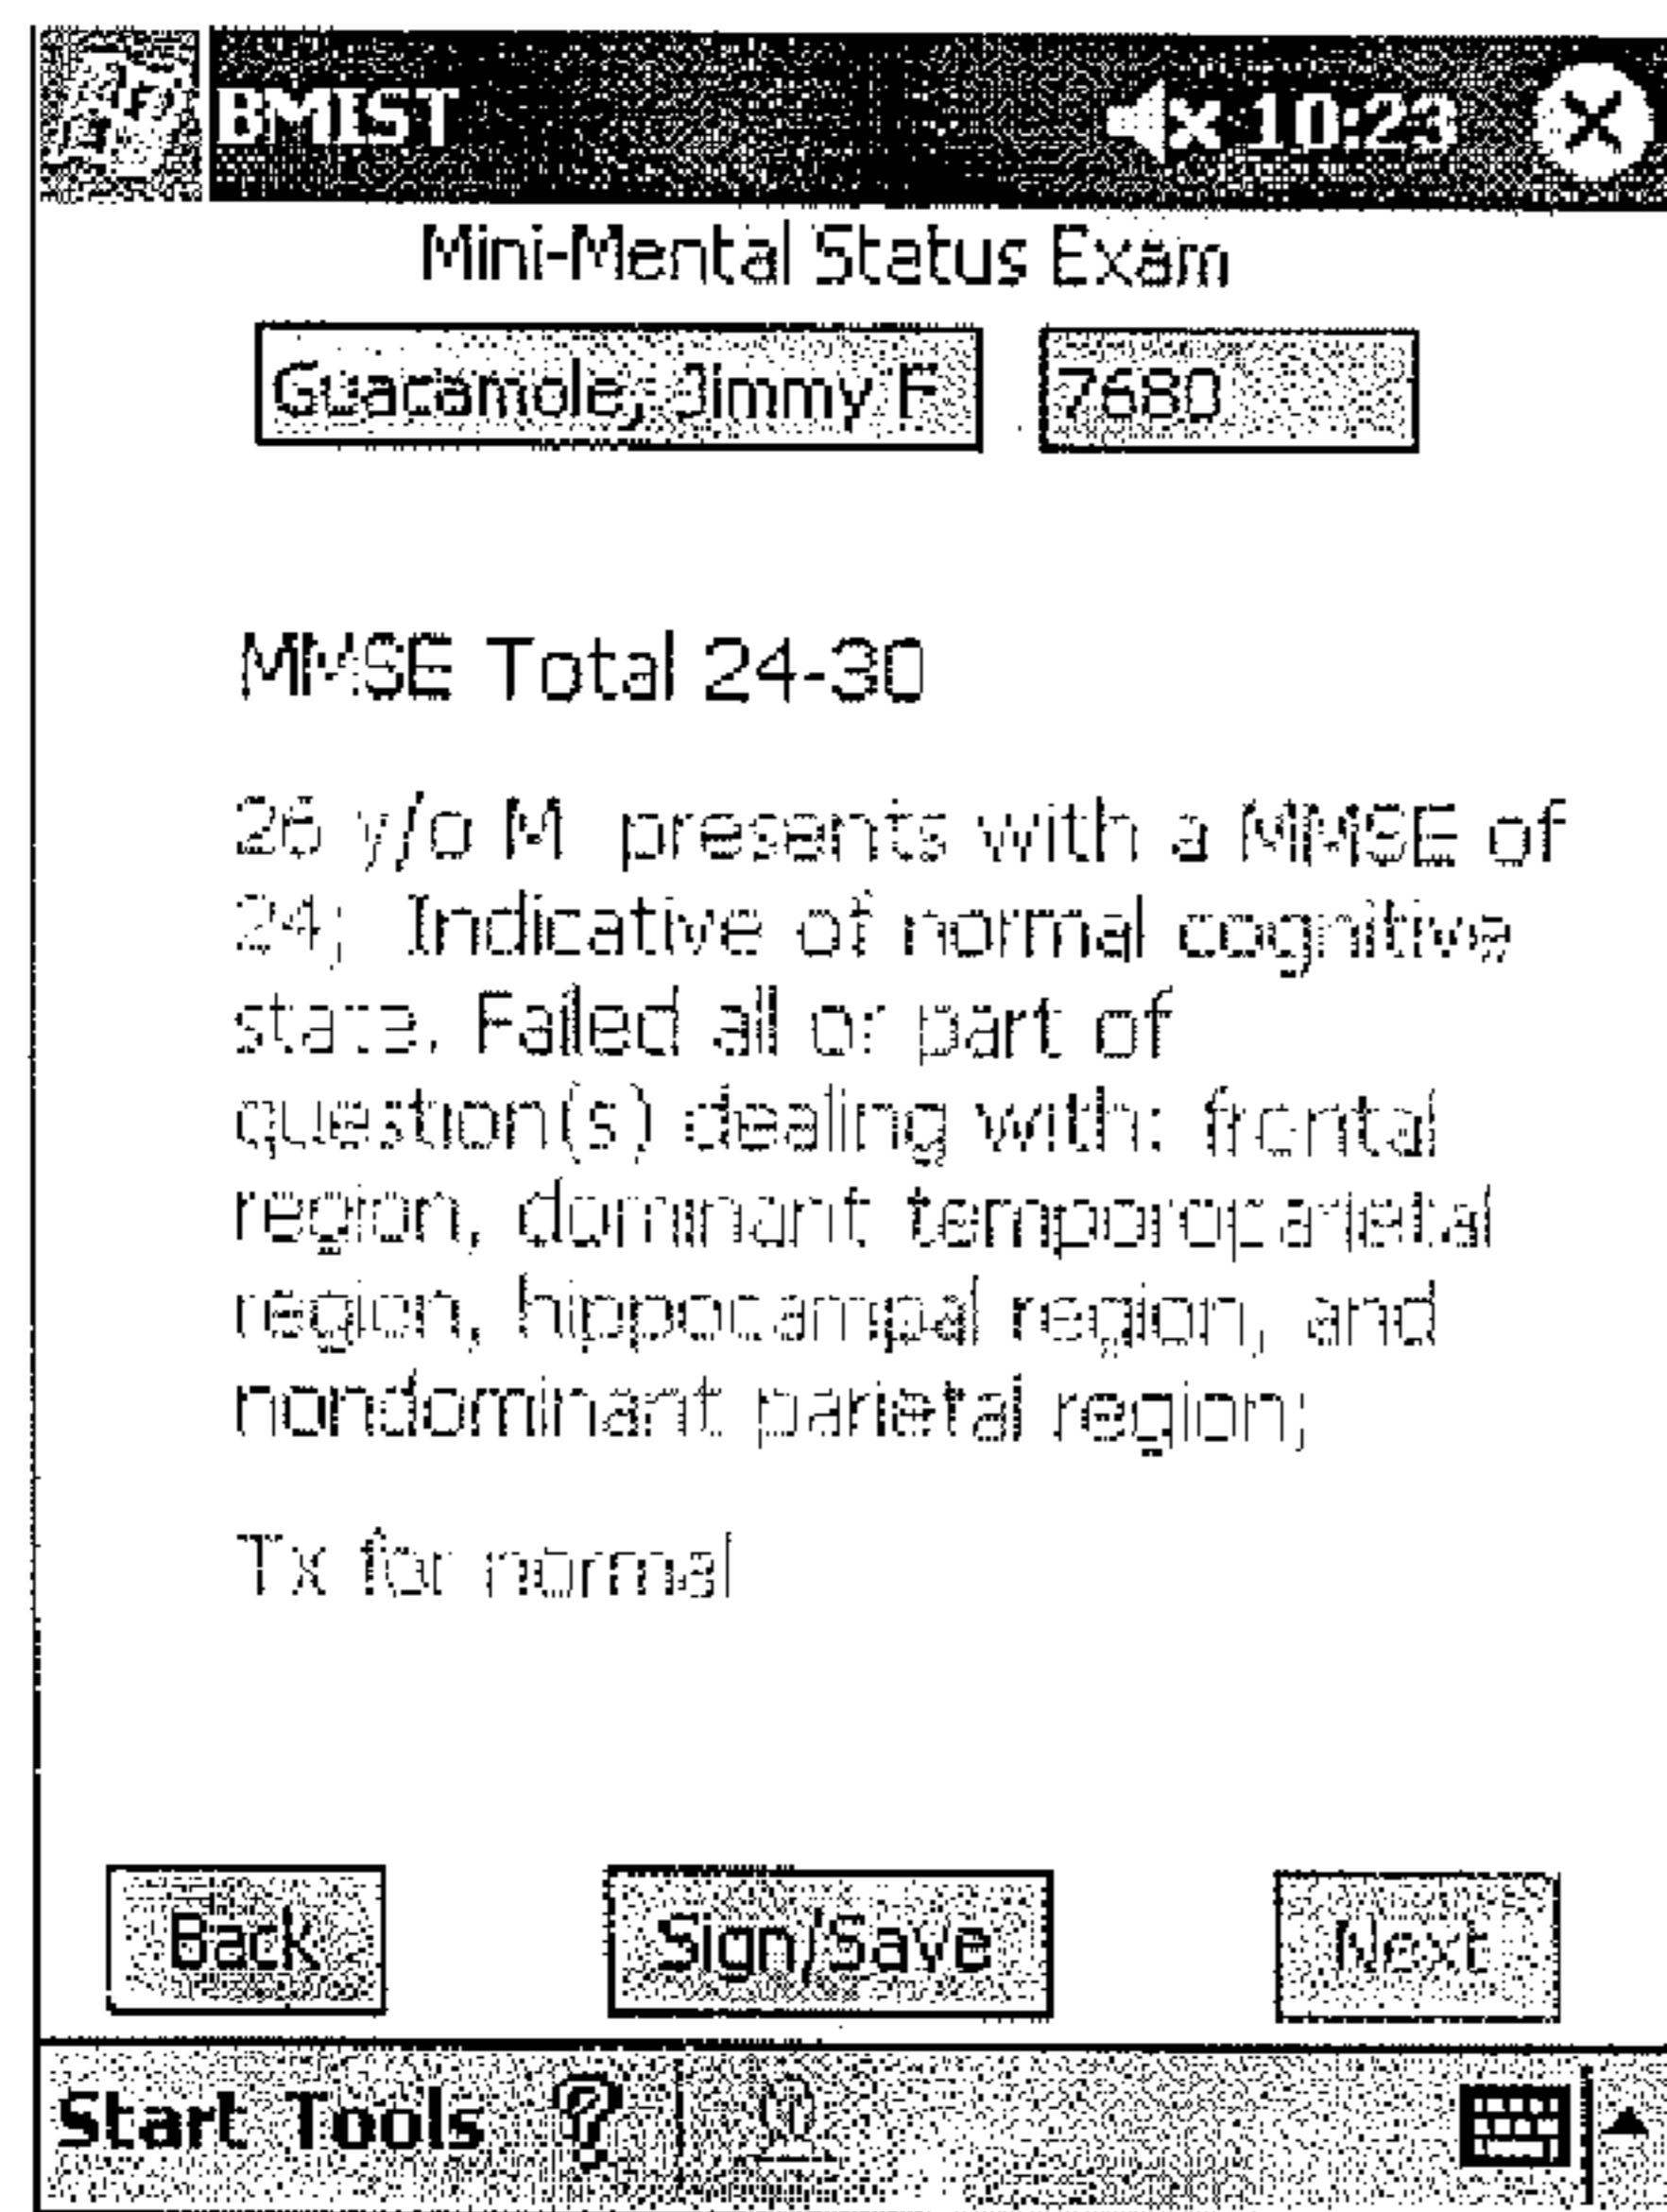 BMIST 10:23
Mini-Mental Status Exam
Guacamole, Jimmy F 7680
MMSE Total 24-30
26 y/o M presents with a MMSE of
24; Indicative of normal cognitive
state. Failed all or part of
question(s) dealing with: frontal
region, dominant temporoparietal
region, hippocampal region, and
nondominant parietal region;
Tx for normal
Back Sign/Save Next
Start Tools ?